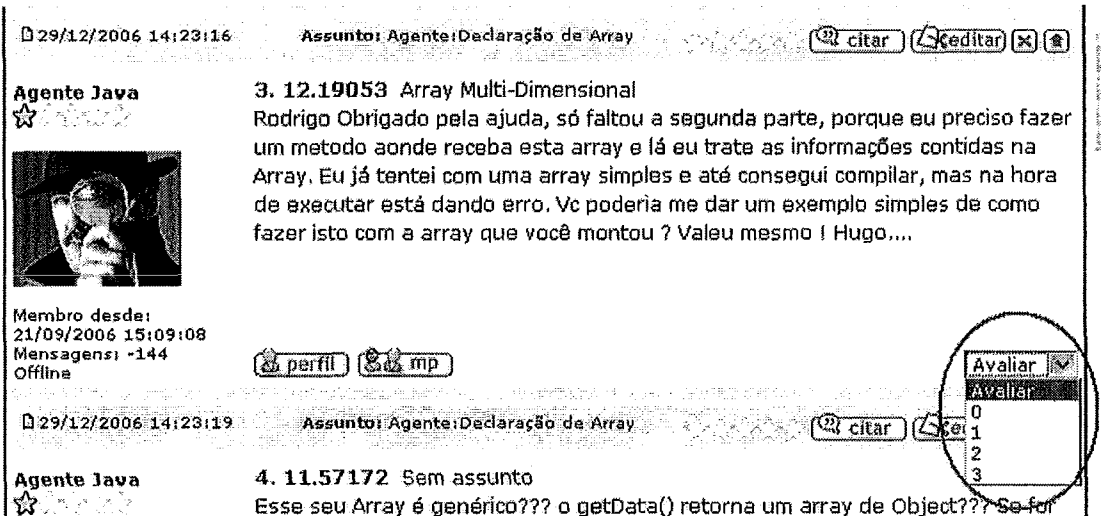 29/12/2006 14:23:16 Assunto: Agente:Declaração de Array citar editar
Agente Java
3. 12.19053 Array Multi-Dimensional
Rodrigo Obrigado pela ajuda, só faltou a segunda parte, porque eu preciso fazer
um metodo aonde receba esta array e lá eu trate as informações contidas na
Array. Eu já tentei com uma array simples e até consegui compilar, mas na hora
de executar está dando erro. Vc poderia me dar um exemplo simples de como
fazer isto com a array que você montou ? Valeu mesmo ! Hugo....
Membro desde:
21/09/2006 15:09:08
Mensagens: -144
Offline
perfil mp
Avaliar
Avaliar
0
1
2
3
29/12/2006 14:23:19 Assunto: Agente:Declaração de Array citar
Agente Java
4. 11.57172 Sem assunto
Esse seu Array é genérico??? o getData() retorna um array de Object??? Se for